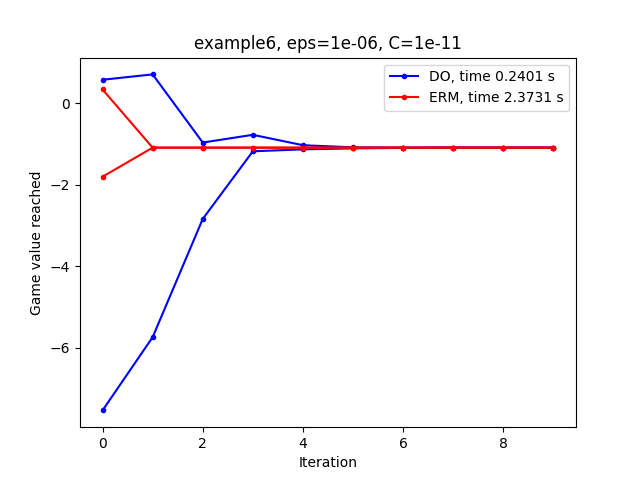 example6, eps=1e-06, C=1e-11
DO, time 0.2401 s
ERM, time 2.3731 s
Game value reached
0
−2
−4
−6
0 2 4 6 8
Iteration